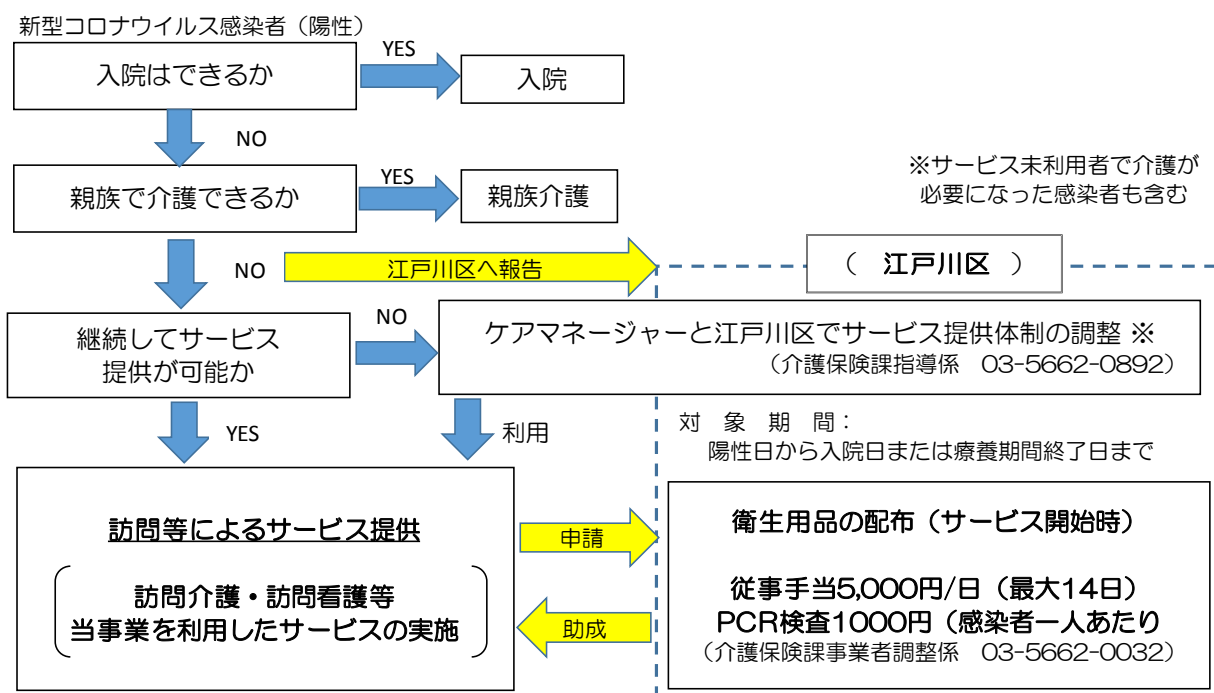 新型コロナウイルス感染者（陽性）
入院はできるか
YES
入院
NO
※サービス未利用者で介護が
必要になった感染者も含む
親族で介護できるか
YES
親族介護
NO
江戸川区へ報告
（　江戸川区　）
継続してサービス
提供が可能か
NO
ケアマネージャーと江戸川区でサービス提供体制の調整 ※
（介護保険課指導係　03-5662-0892）
YES
利用
対　象　期　間：
陽性日から入院日または療養期間終了日まで
訪問等によるサービス提供
訪問介護・訪問看護等
当事業を利用したサービスの実施
申請
助成
衛生用品の配布（サービス開始時）
従事手当5,000円/日（最大14日）
PCR検査1000円（感染者一人あたり
（介護保険課事業者調整係　03-5662-0032）